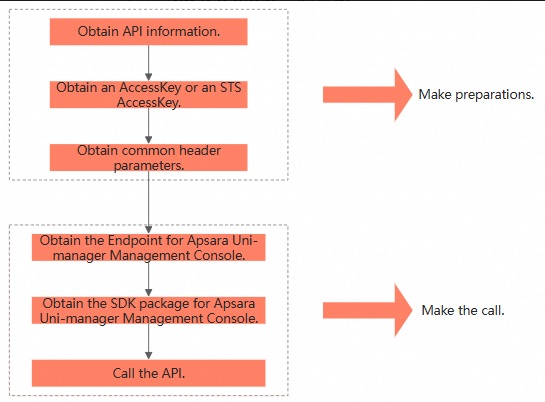 Obtain API information.
Obtain an AccessKey or an STS
AccessKey.
Make preparations.
Obtain common header
parameters.
Obtain the Endpoint for Apsara Uni-
manager Management Console.
Obtain the SDK package for Apsara
Uni-manager Management Console.
Make the call.
Call the API.